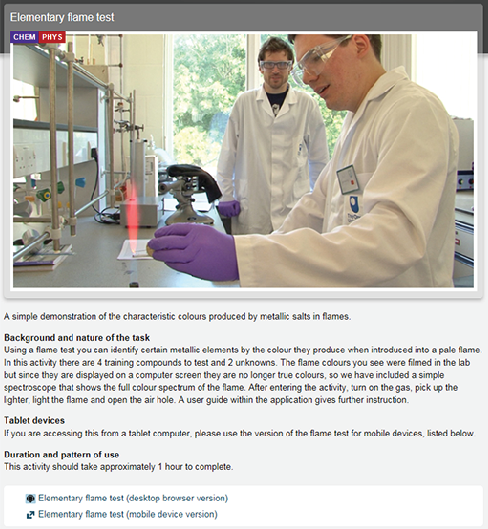 Elementary flame test
CHEM PHYS
A simple demonstration of the characteristic colours produced by metallic salts in flames.
Background and nature of the task
Using a flame test you can identify certain metallic elements by the colour they produce when introduced into a pale flame.
In this activity there are 4 training compounds to test and 2 unknowns. The flame colours you see were filmed in the lab
but since they are displayed on a computer screen they are no longer true colours, so we have included a simple
spectroscope that shows the full colour spectrum of the flame. After entering the activity, turn on the gas, pick up the
lighter, light the flame and open the air hole. A user guide within the application gives further instruction.
Tablet devices
If you are accessing this from a tablet computer, please use the version of the flame test for mobile devices, listed below.
Duration and pattern of use
This activity should take approximately 1 hour to complete.
Elementary flame test (desktop browser version)
Elementary flame test (mobile device version)